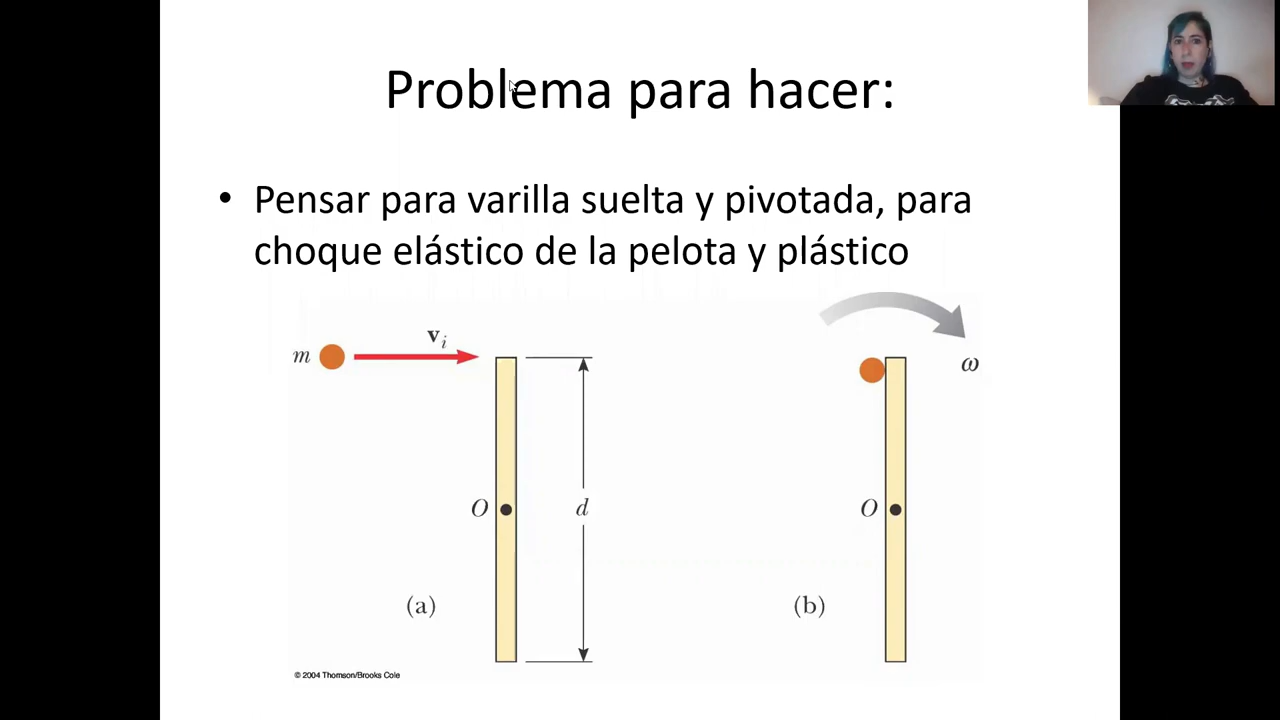 Problema para hacer:
• Pensar para varilla suelta y pivotada, para
choque elástico de la pelota y plástico
m
v_i
O
d
(a)
ω
O
(b)
© 2004 Thomson/Brooks Cole